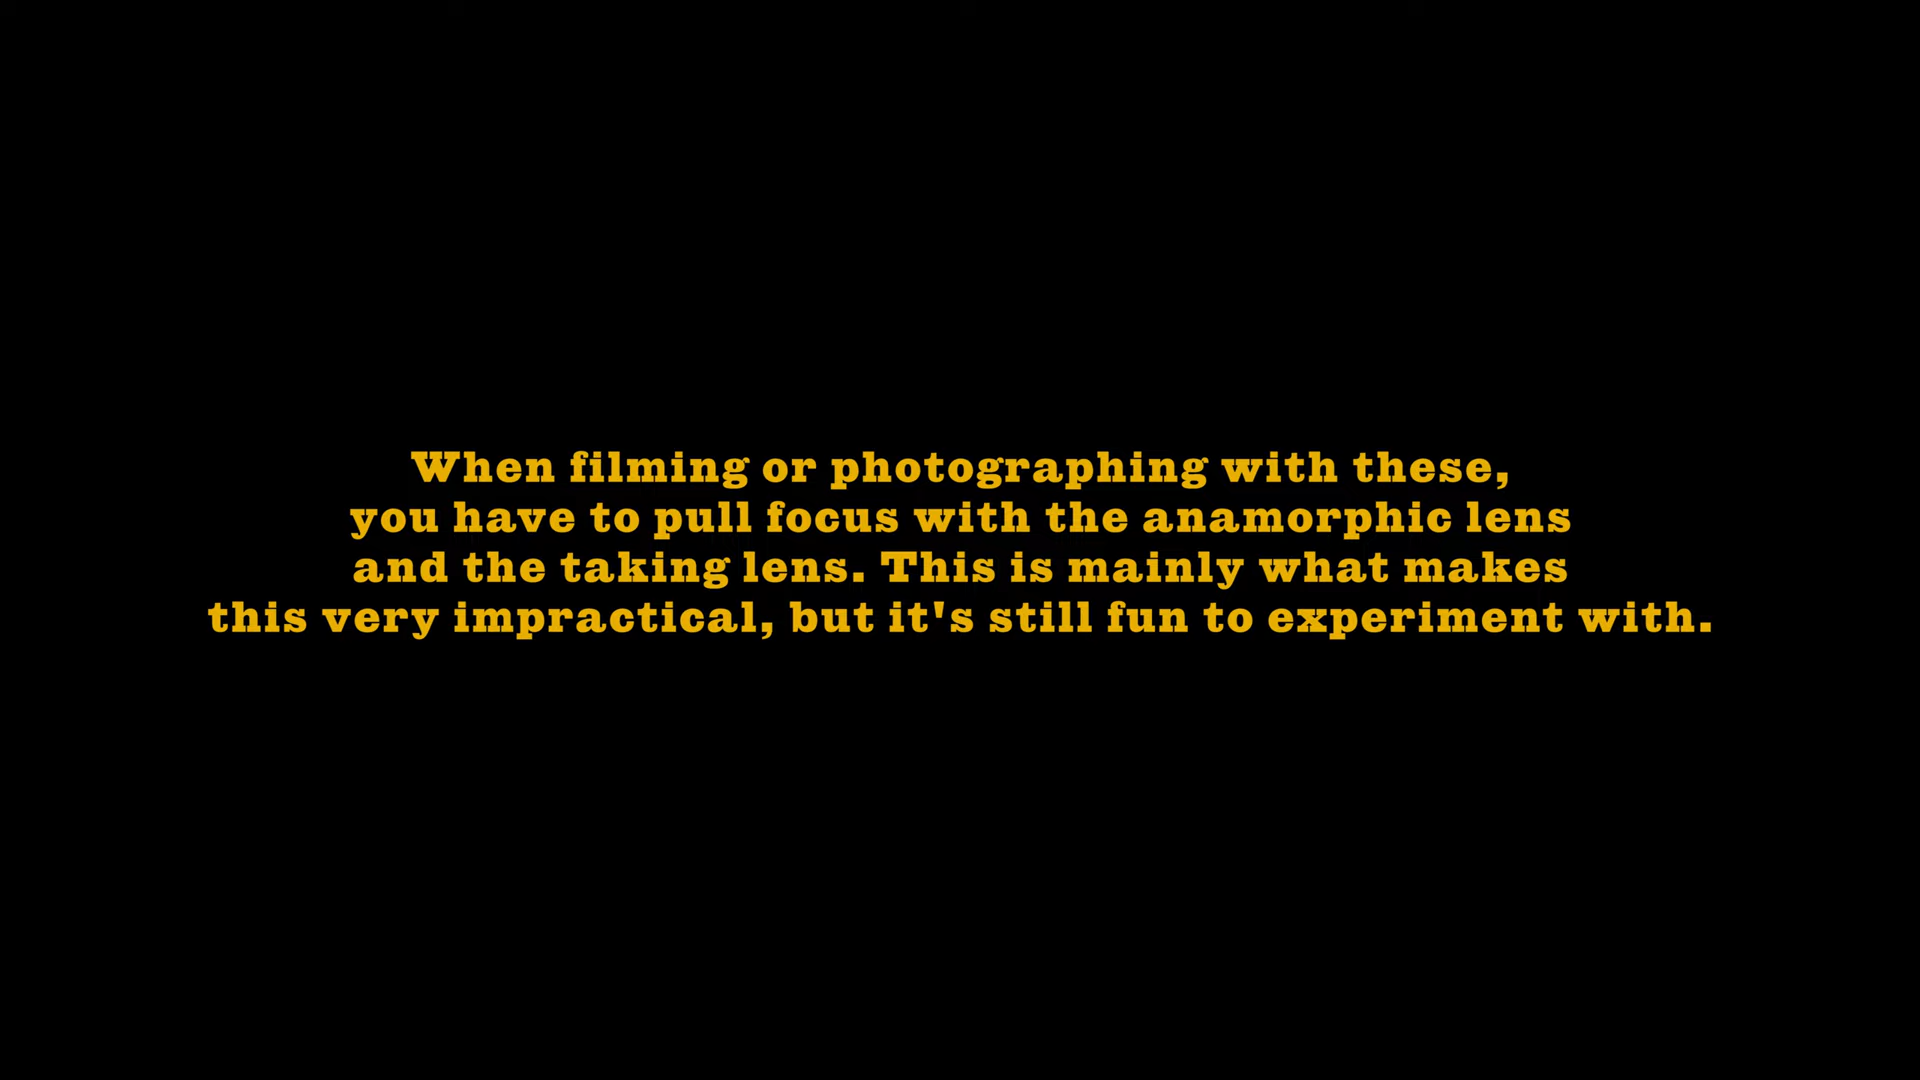 When filming or photographing with these,
you have to pull focus with the anamorphic lens
and the taking lens. This is mainly what makes
this very impractical, but it's still fun to experiment with.